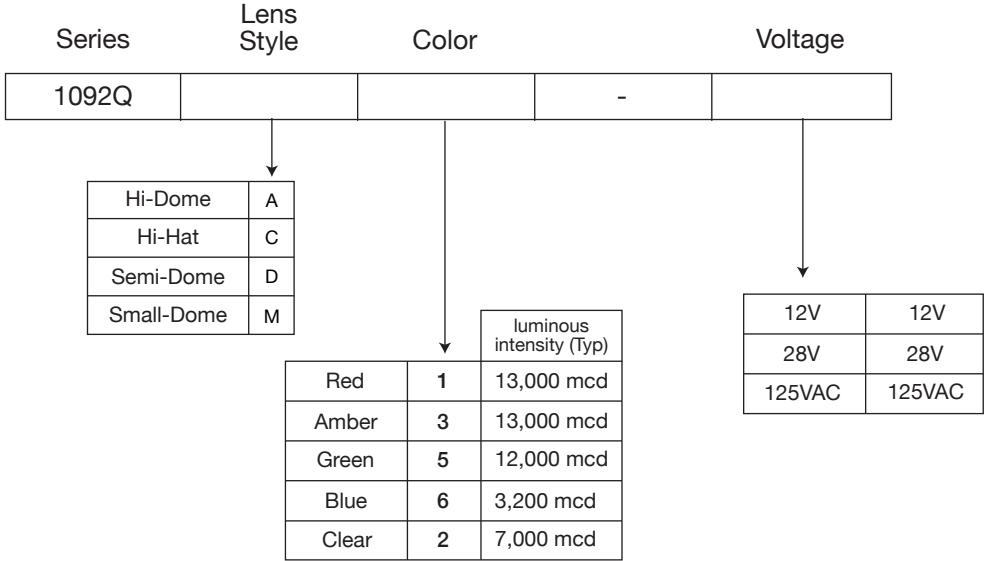 Series Lens Style Color Voltage
1092Q -
Hi-Dome A
Hi-Hat C
Semi-Dome D
Small-Dome M
luminous
intensity (Typ)
Red 1 13,000 mcd
Amber 3 13,000 mcd
Green 5 12,000 mcd
Blue 6 3,200 mcd
Clear 2 7,000 mcd
12V 12V
28V 28V
125VAC 125VAC